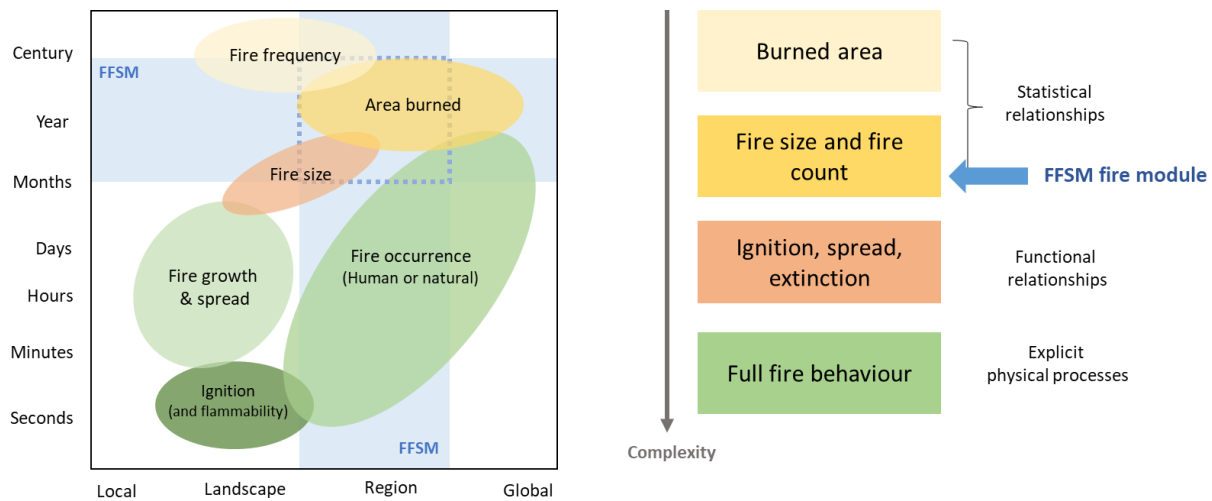 Century
Year
Months
Days
Hours
Minutes
Seconds
FFSM
Fire frequency
Area burned
Fire size
Fire growth
& spread
Fire occurrence
(Human or natural)
Ignition
(and flammability)
FFSM
Local
Landscape
Region
Global
Complexity
Burned area
Fire size and fire
count
Ignition, spread,
extinction
Full fire behaviour
Statistical
relationships
FFSM fire module
Functional
relationships
Explicit
physical processes